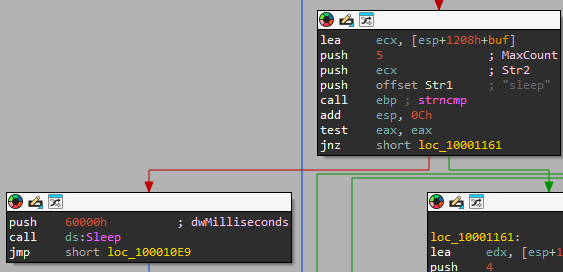 lea ecx, [esp+1208h+buf]
push 5 ; MaxCount
push ecx ; Str2
push offset Str1 ; "sleep"
call ebp ; strncmp
add esp, 0Ch
test eax, eax
jnz short loc_10001161
push 60000h ; dwMilliseconds
call ds:Sleep
jmp short loc_100010E9
loc_10001161:
lea edx, [esp+1
push 4